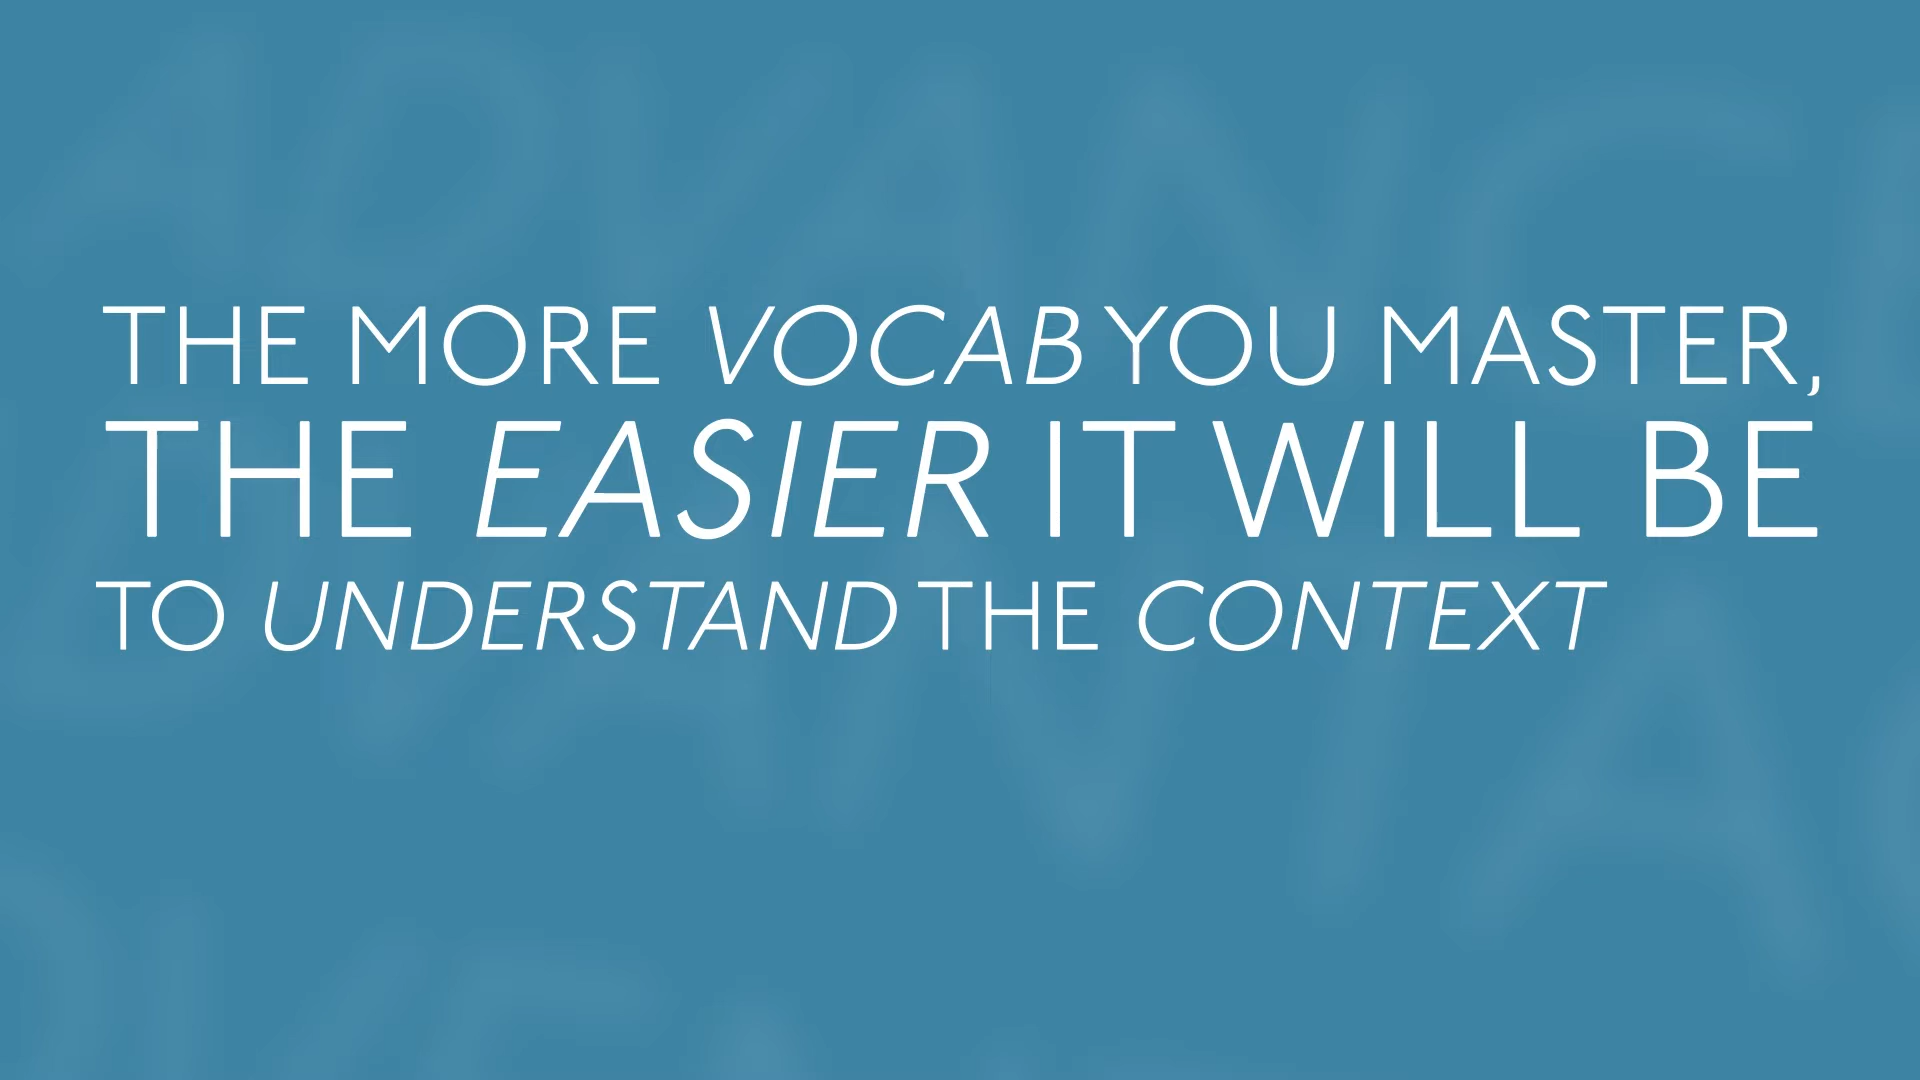 THE MORE VOCAB YOU MASTER,
THE EASIER IT WILL BE
TO UNDERSTAND THE CONTEXT